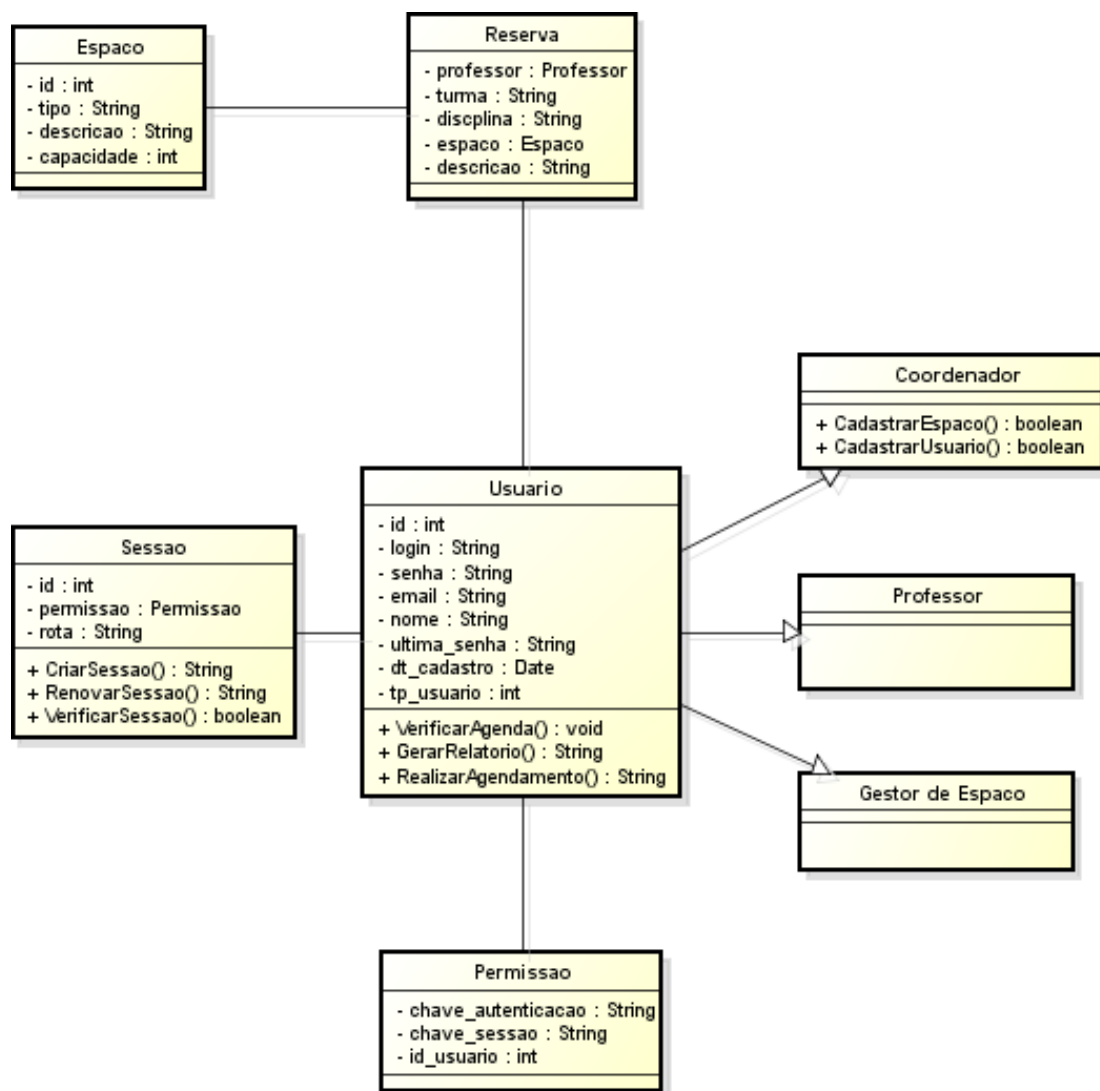 Espaco
- id : int
- tipo : String
- descricao : String
- capacidade : int
Reserva
- professor : Professor
- turma : String
- discplina : String
- espaco : Espaco
- descricao : String
Coordenador
+ CadastrarEspaco() : boolean
+ CadastrarUsuario() : boolean
Usuario
- id : int
- login : String
- senha : String
- email : String
- nome : String
- ultima_senha : String
- dt_cadastro : Date
- tp_usuario : int
+ VerificarAgenda() : void
+ GerarRelatorio() : String
+ RealizarAgendamento() : String
Sessao
- id : int
- permissao : Permissao
- rota : String
+ CriarSessao() : String
+ RenovarSessao() : String
+ VerificarSessao() : boolean
Professor
Gestor de Espaco
Permissao
- chave_autenticacao : String
- chave_sessao : String
- id_usuario : int